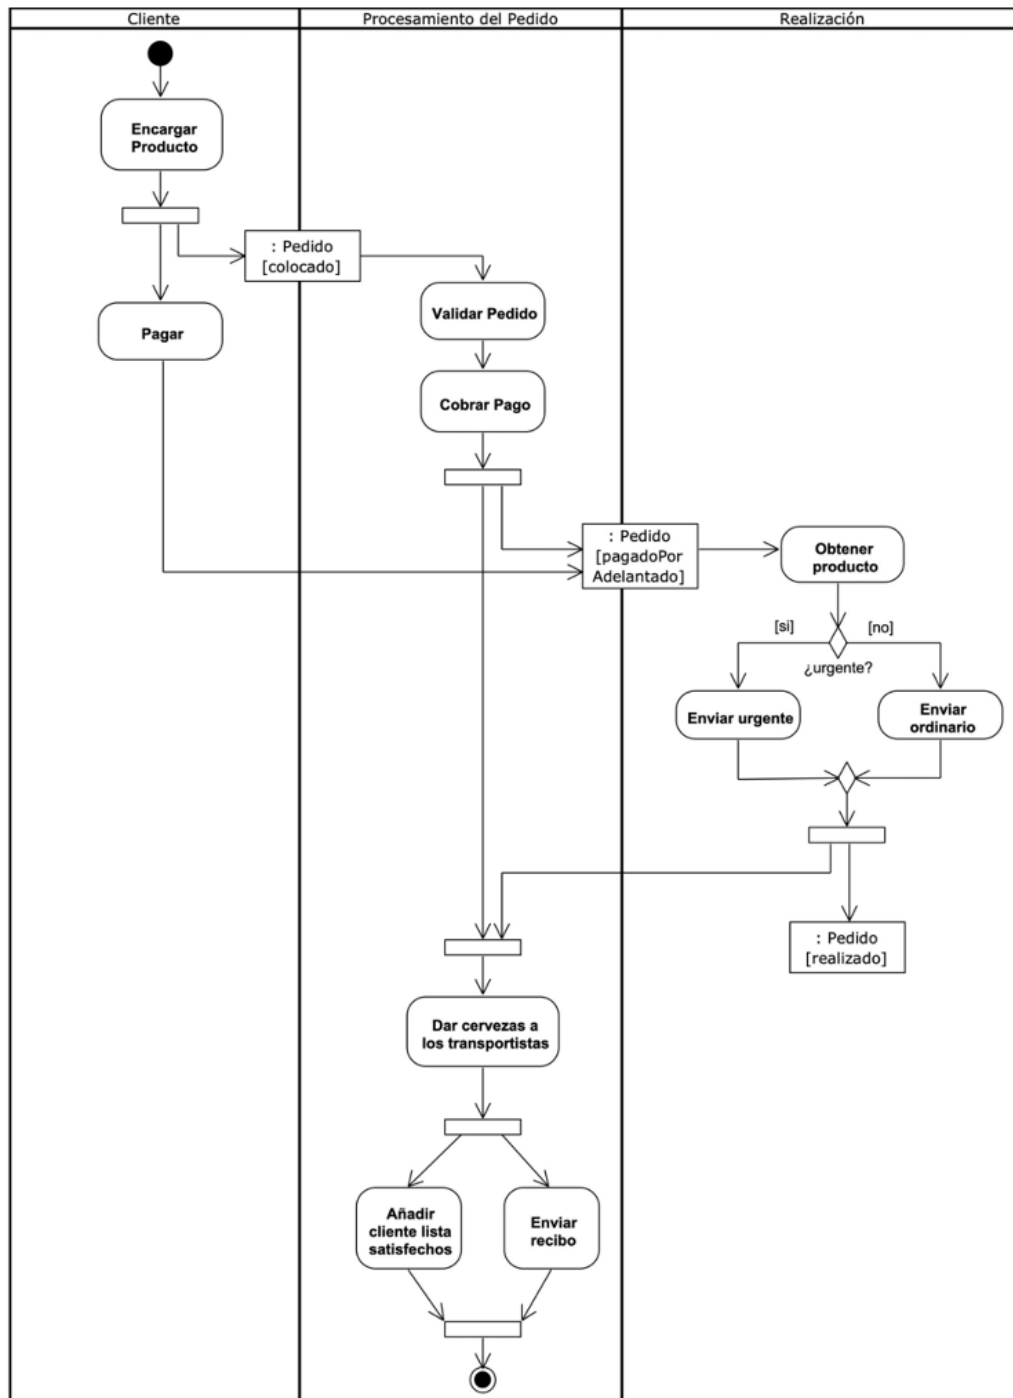 Cliente
Procesamiento del Pedido
Realización
Encargar
Producto
: Pedido
[colocado]
Validar Pedido
Pagar
Cobrar Pago
: Pedido
[pagadoPor
Adelantado]
Obtener
producto
[si]
[no]
¿urgente?
Enviar urgente
Enviar
ordinario
: Pedido
[realizado]
Dar cervezas a
los transportistas
Añadir
cliente lista
satisfechos
Enviar
recibo